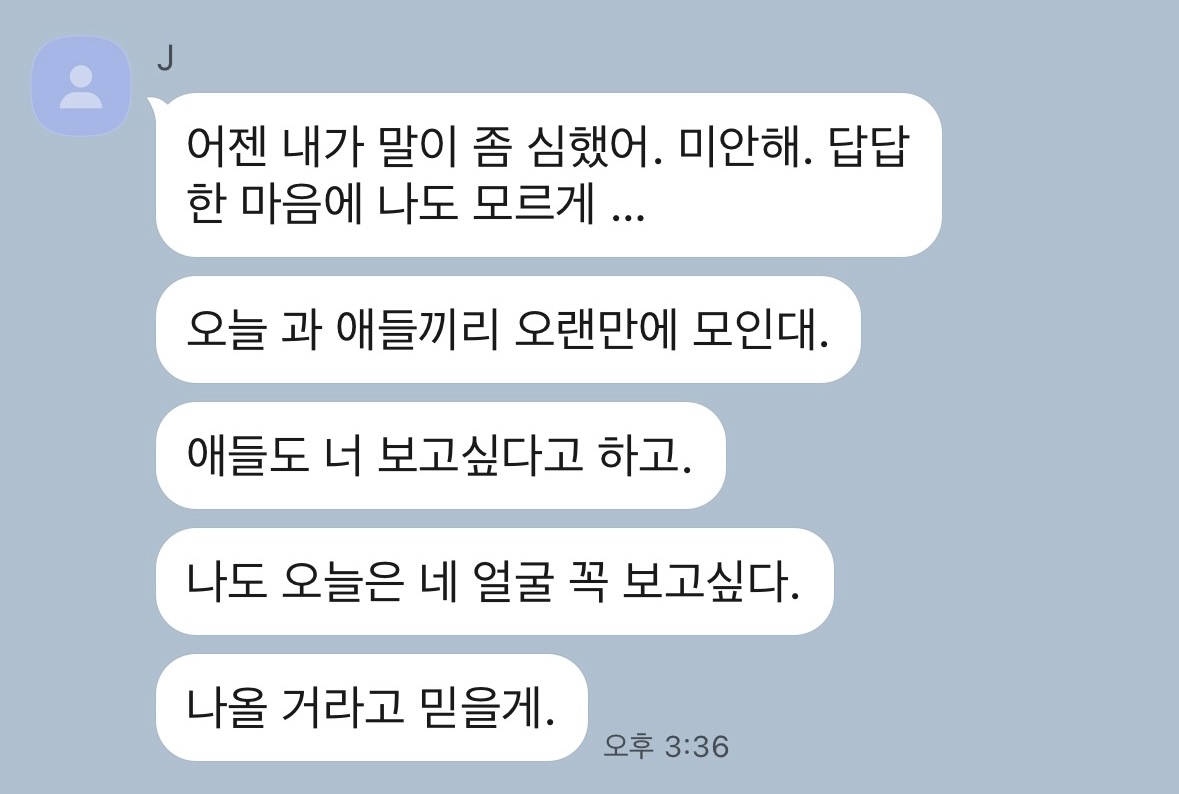 J
어젠 내가 말이 좀 심했어. 미안해. 답답
한 마음에 나도 모르게 ...
오늘 과 애들끼리 오랜만에 모인대.
애들도 너 보고싶다고 하고.
나도 오늘은 네 얼굴 꼭 보고싶다.
나올 거라고 믿을게.
오후 3:36